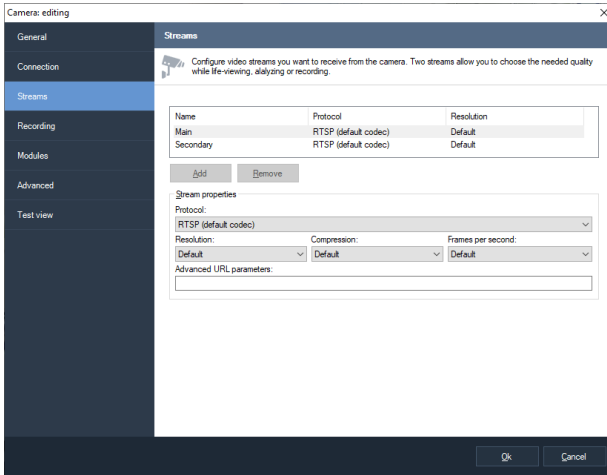 Camera: editing
General
Connection
Streams
Recording
Modules
Advanced
Test view
Streams
Configure video streams you want to receive from the camera. Two streams allow you to choose the needed quality
while life-viewing, alalyzing or recording.
Name Protocol Resolution
Main RTSP (default codec) Default
Secondary RTSP (default codec) Default
Add Remove
Stream properties
Protocol:
RTSP (default codec)
Resolution: Compression: Frames per second:
Default Default Default
Advanced URL parameters:
Ok Cancel